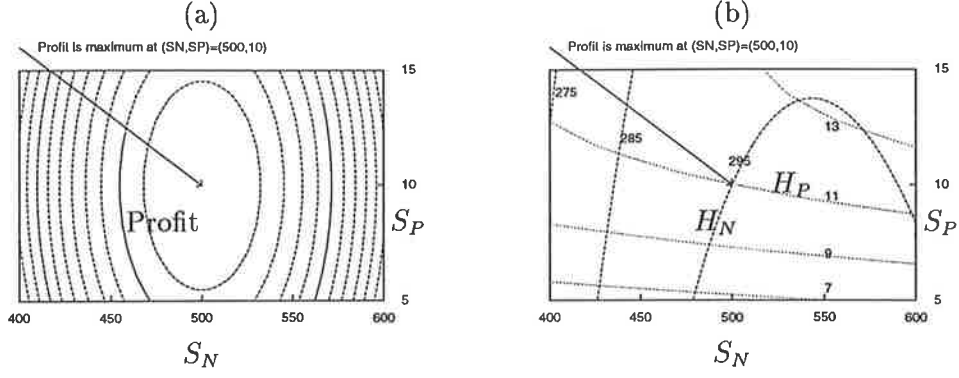 (a)
Profit is maximum at (SN,SP)=(500,10)
15
10
5
S_P
Profit
400
450
500
550
600
S_N
(b)
Profit is maximum at (SN,SP)=(500,10)
275
285
295
13
11
9
7
H_P
H_N
15
10
5
S_P
400
450
500
550
600
S_N